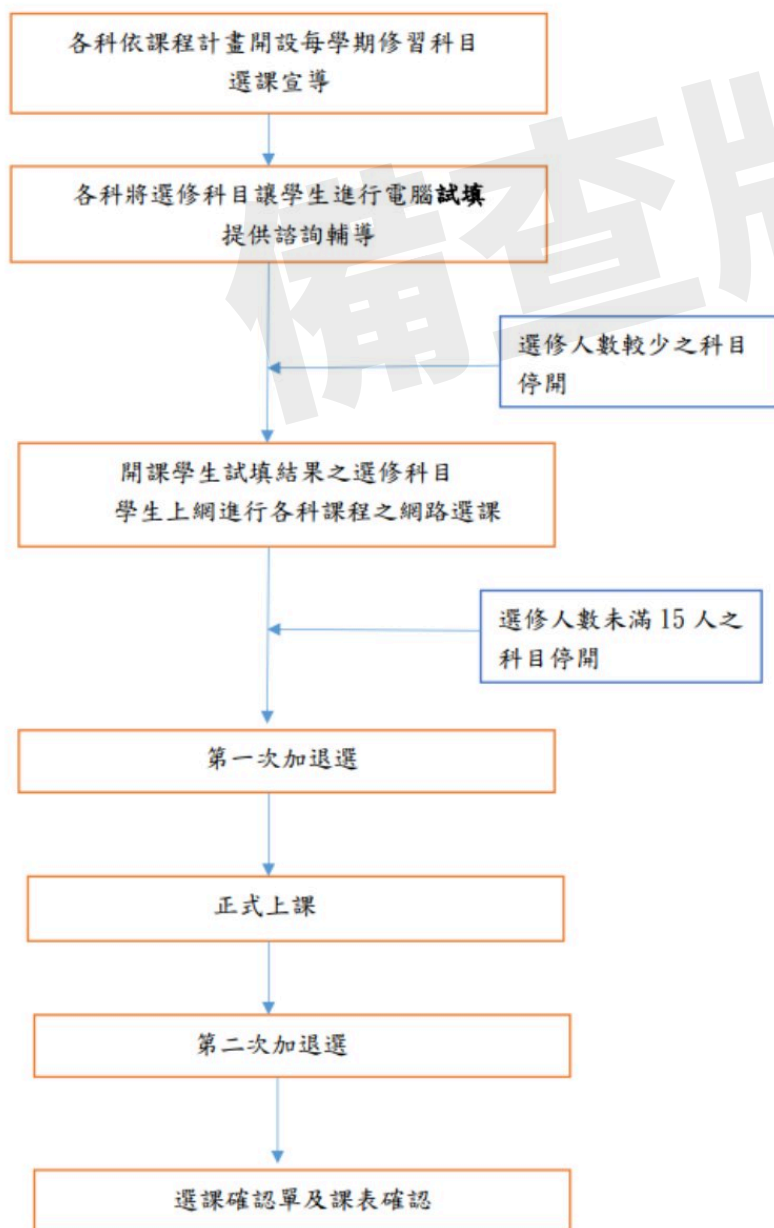 各科依課程計畫開設每學期修習科目
選課宣導
各科將選修科目讓學生進行電腦試填
提供諮詢輔導
選修人數較少之科目
停開
開課學生試填結果之選修科目
學生上網進行各科課程之網路選課
選修人數未滿 15 人之
科目停開
第一次加退選
正式上課
第二次加退選
選課確認單及課表確認
備查版